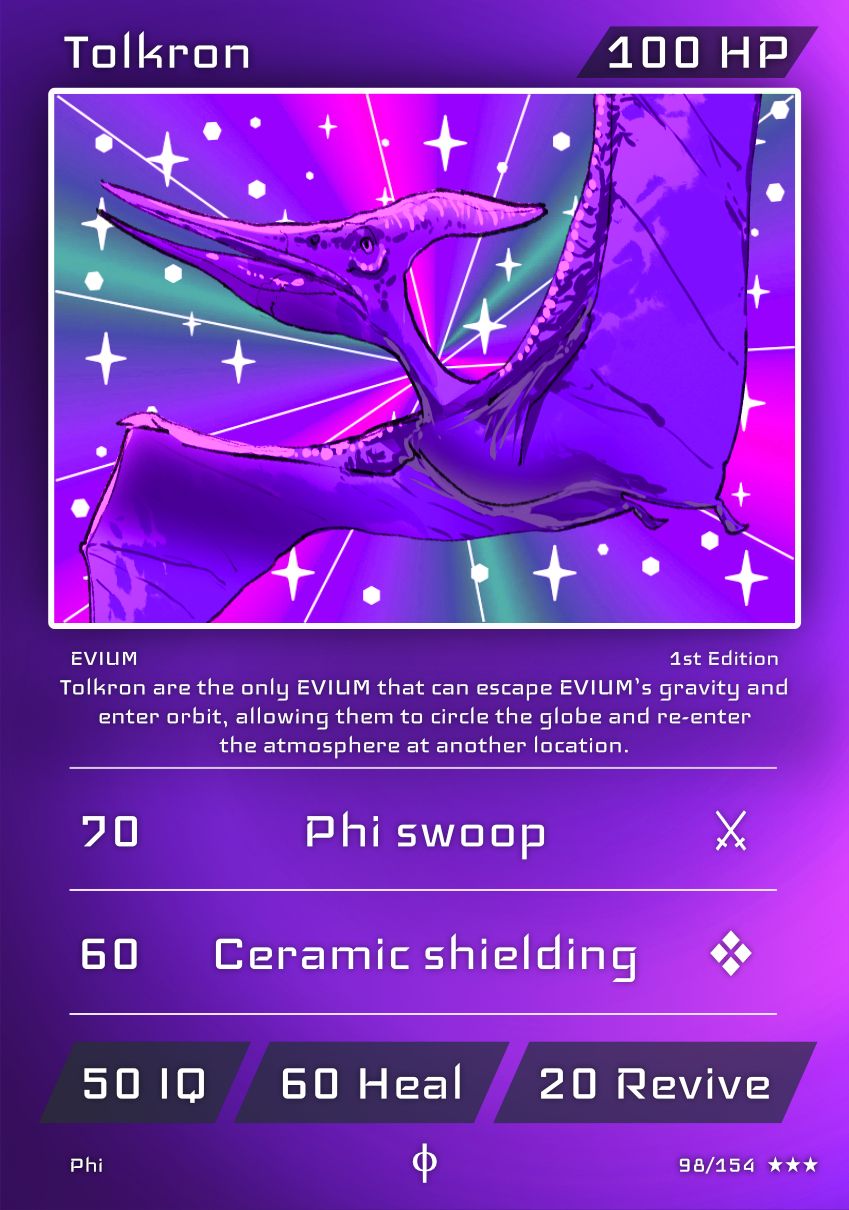 Tolkron
100 HP
EVIUM
1st Edition
Tolkron are the only EVIUM that can escape EVIUM's gravity and
enter orbit, allowing them to circle the globe and re-enter
the atmosphere at another location.
70 Phi swoop
60 Ceramic shielding
50 IQ
60 Heal
20 Revive
Phi
ϕ
98/154 ★★★